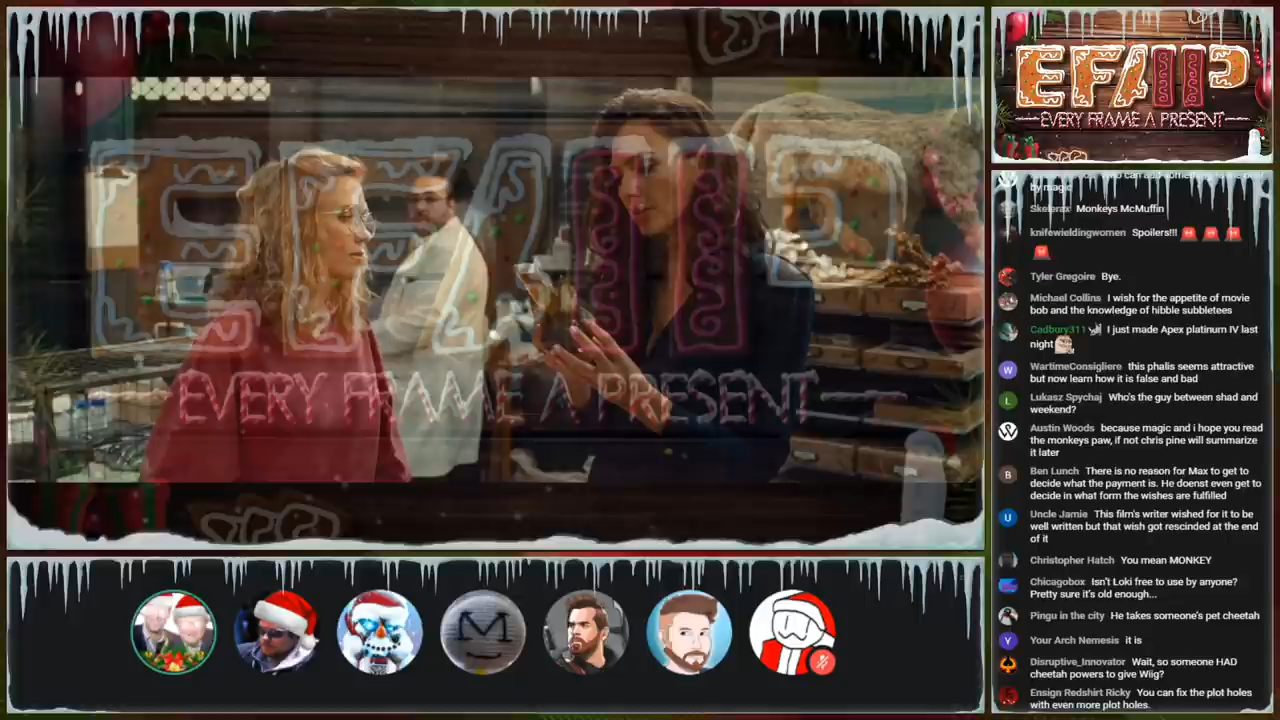 EFAP
EVERY FRAME A PRESENT
EFAP
EVERY FRAME A PRESENT
by magic
Skelerax Monkeys McMuffin
knifewieldingwomen Spoilers!!!
Tyler Gregoire Bye.
Michael Collins I wish for the appetite of movie
bob and the knowledge of hibble subbletees
Cadbury311 I just made Apex platinum IV last
night
W
WartimeConsigliere this phalis seems attractive
but now learn how it is false and bad
L
Lukasz Spychaj Who's the guy between shad and
weekend?
W
Austin Woods because magic and i hope you read
the monkeys paw, if not chris pine will summarize
it later
B
Ben Lunch There is no reason for Max to get to
decide what the payment is. He doenst even get to
decide in what form the wishes are fulfilled
U
Uncle Jamie This film's writer wished for it to be
well written but that wish got rescinded at the end
of it
Christopher Hatch You mean MONKEY
Chicagobox Isn't Loki free to use by anyone?
Pretty sure it's old enough...
Pingu in the city He takes someone's pet cheetah
Y
Your Arch Nemesis it is
Disruptive_Innovator Wait, so someone HAD
cheetah powers to give Wiig?
Ensign Redshirt Ricky You can fix the plot holes
with even more plot holes.
M